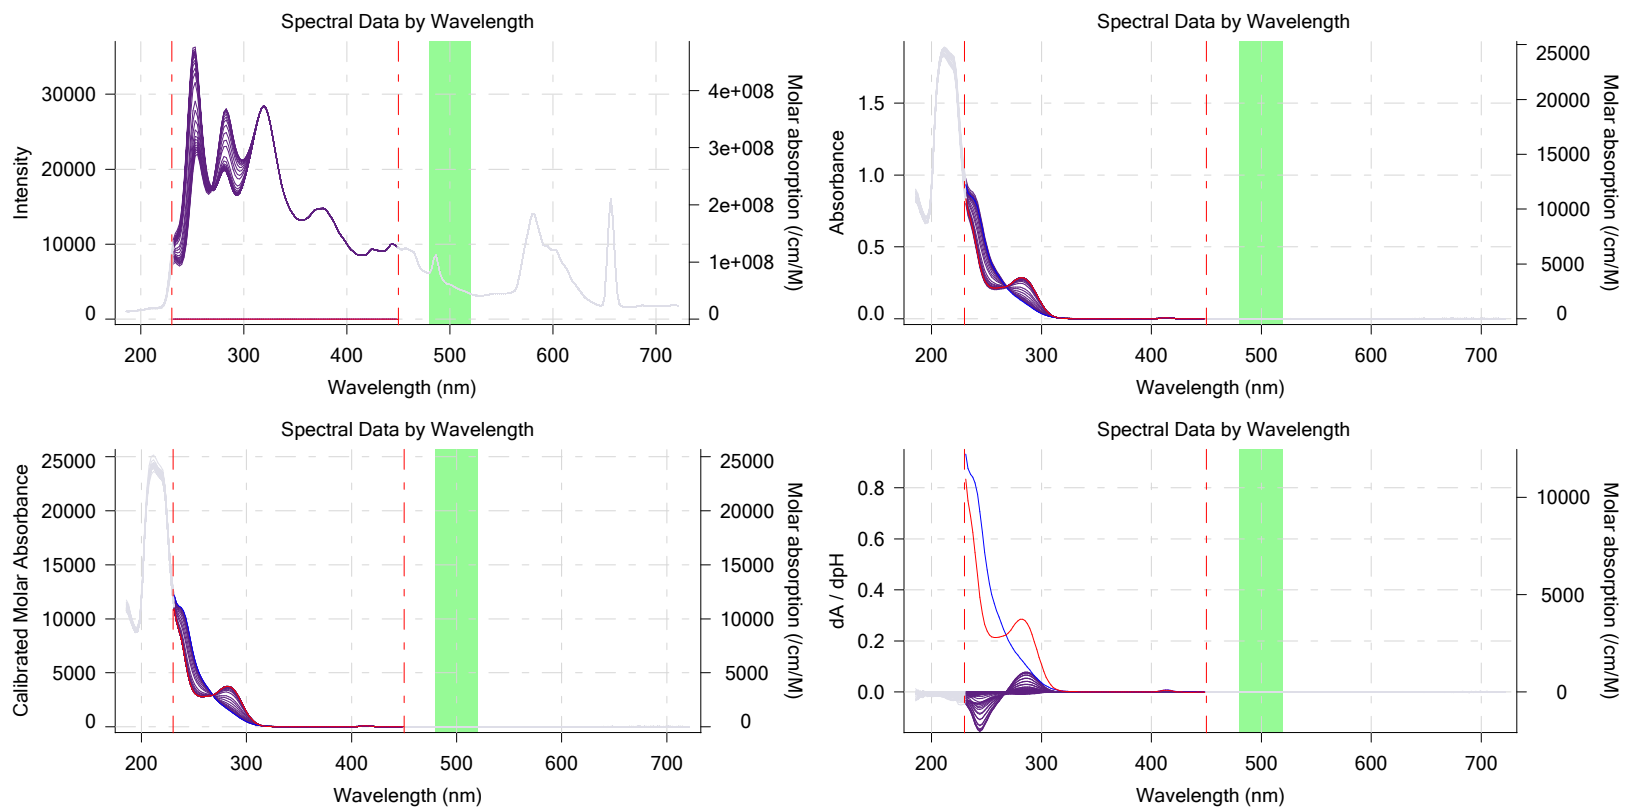 Spectral Data by Wavelength
Intensity
30000
20000
10000
0
4e+008
3e+008
2e+008
1e+008
0
Molar absorption (/cm/M)
200 300 400 500 600 700
Wavelength (nm)
Spectral Data by Wavelength
Absorbance
1.5
1.0
0.5
0.0
25000
20000
15000
10000
5000
0
Molar absorption (/cm/M)
200 300 400 500 600 700
Wavelength (nm)
Spectral Data by Wavelength
Calibrated Molar Absorbance
25000
20000
15000
10000
5000
0
25000
20000
15000
10000
5000
0
Molar absorption (/cm/M)
200 300 400 500 600 700
Wavelength (nm)
Spectral Data by Wavelength
dA / dpH
0.8
0.6
0.4
0.2
0.0
10000
5000
0
Molar absorption (/cm/M)
200 300 400 500 600 700
Wavelength (nm)